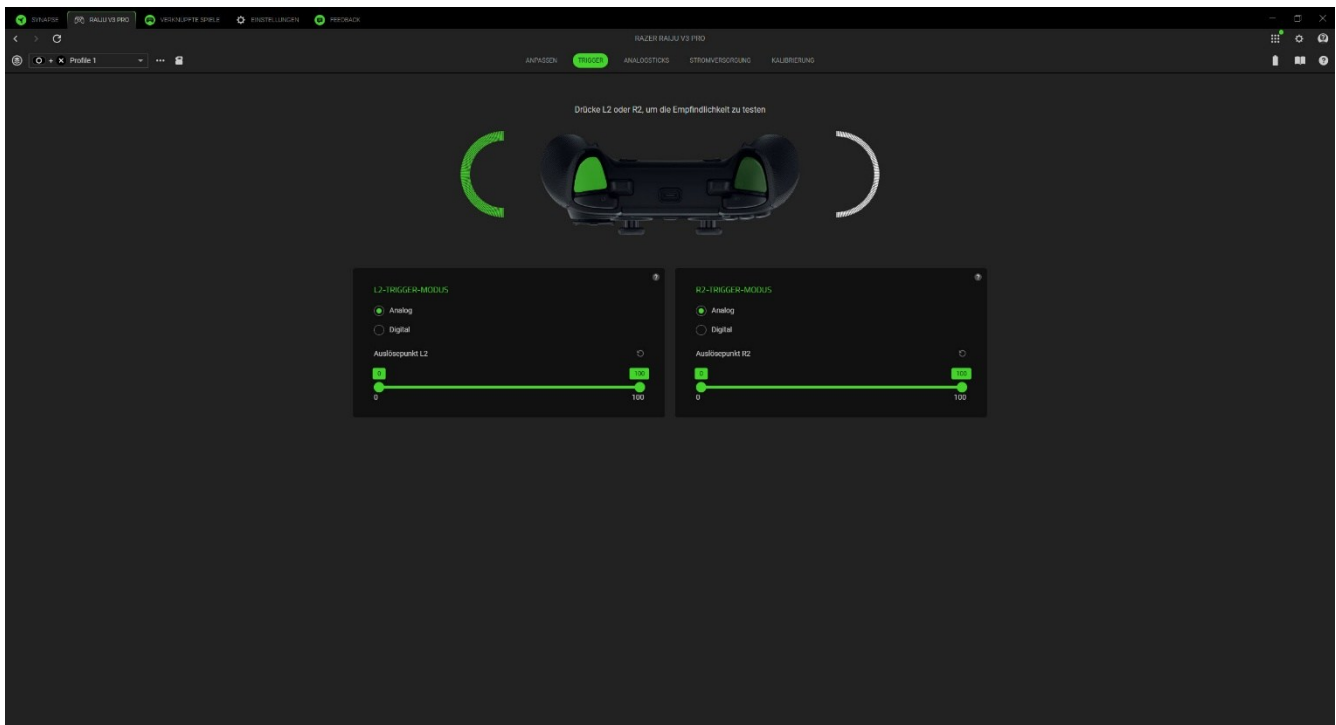 SYNAPSE RAIJU V3 PRO VERKNÜPFTE SPIELE EINSTELLUNGEN FEEDBACK
RAZER RAIJU V3 PRO
Profile 1 ANPASSEN TRIGGER ANALOGSTICKS STROMVERSORGUNG KALIBRIERUNG
Drücke L2 oder R2, um die Empfindlichkeit zu testen
L2-TRIGGER-MODUS
Analog
Digital
Auslösepunkt L2
0 100
0 100
R2-TRIGGER-MODUS
Analog
Digital
Auslösepunkt R2
0 100
0 100